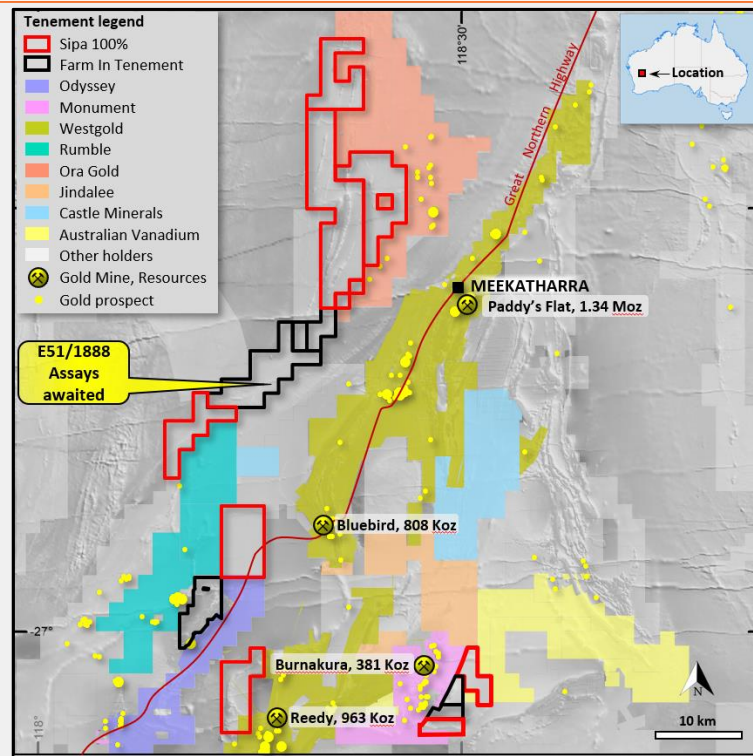 Tenement legend
Sipa 100%
Farm In Tenement
Odyssey
Monument
Westgold
Rumble
Ora Gold
Jindalee
Castle Minerals
Australian Vanadium
Other holders
Gold Mine, Resources
Gold prospect
118°30'
Great Northern Highway
Location
MEEKATHARRA
Paddy's Flat, 1.34 Moz
E51/1888
Assays
awaited
Bluebird, 808 Koz
-27°
Burnakura, 381 Koz
Reedy, 963 Koz
118°
N
10 km